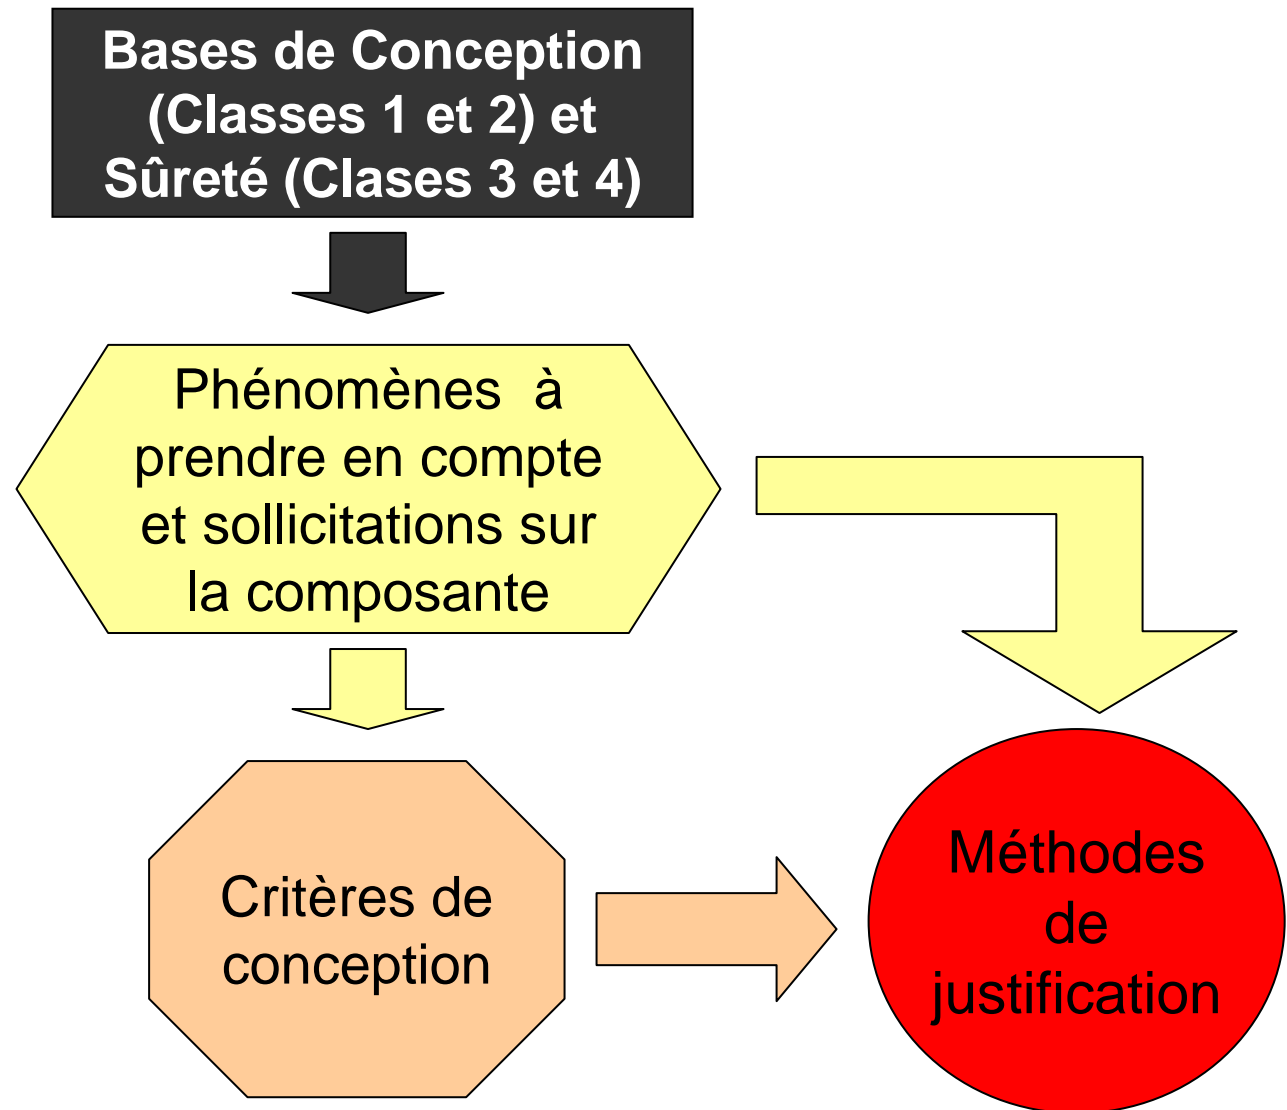 Bases de Conception
(Classes 1 et 2) et
Sûreté (Clases 3 et 4)
Phénomènes à
prendre en compte
et sollicitations sur
la composante
Critères de
conception
Méthodes
de
justification